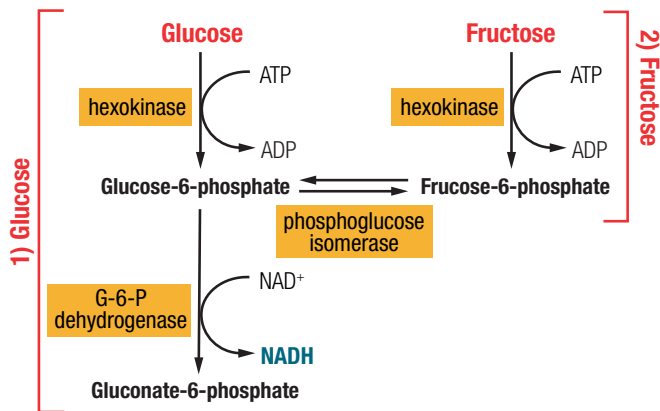 Glucose
Fructose
ATP
ATP
hexokinase
hexokinase
ADP
ADP
Glucose-6-phosphate
Frucose-6-phosphate
phosphoglucose
isomerase
NAD⁺
G-6-P
dehydrogenase
NADH
Gluconate-6-phosphate
1) Glucose
2) Fructose